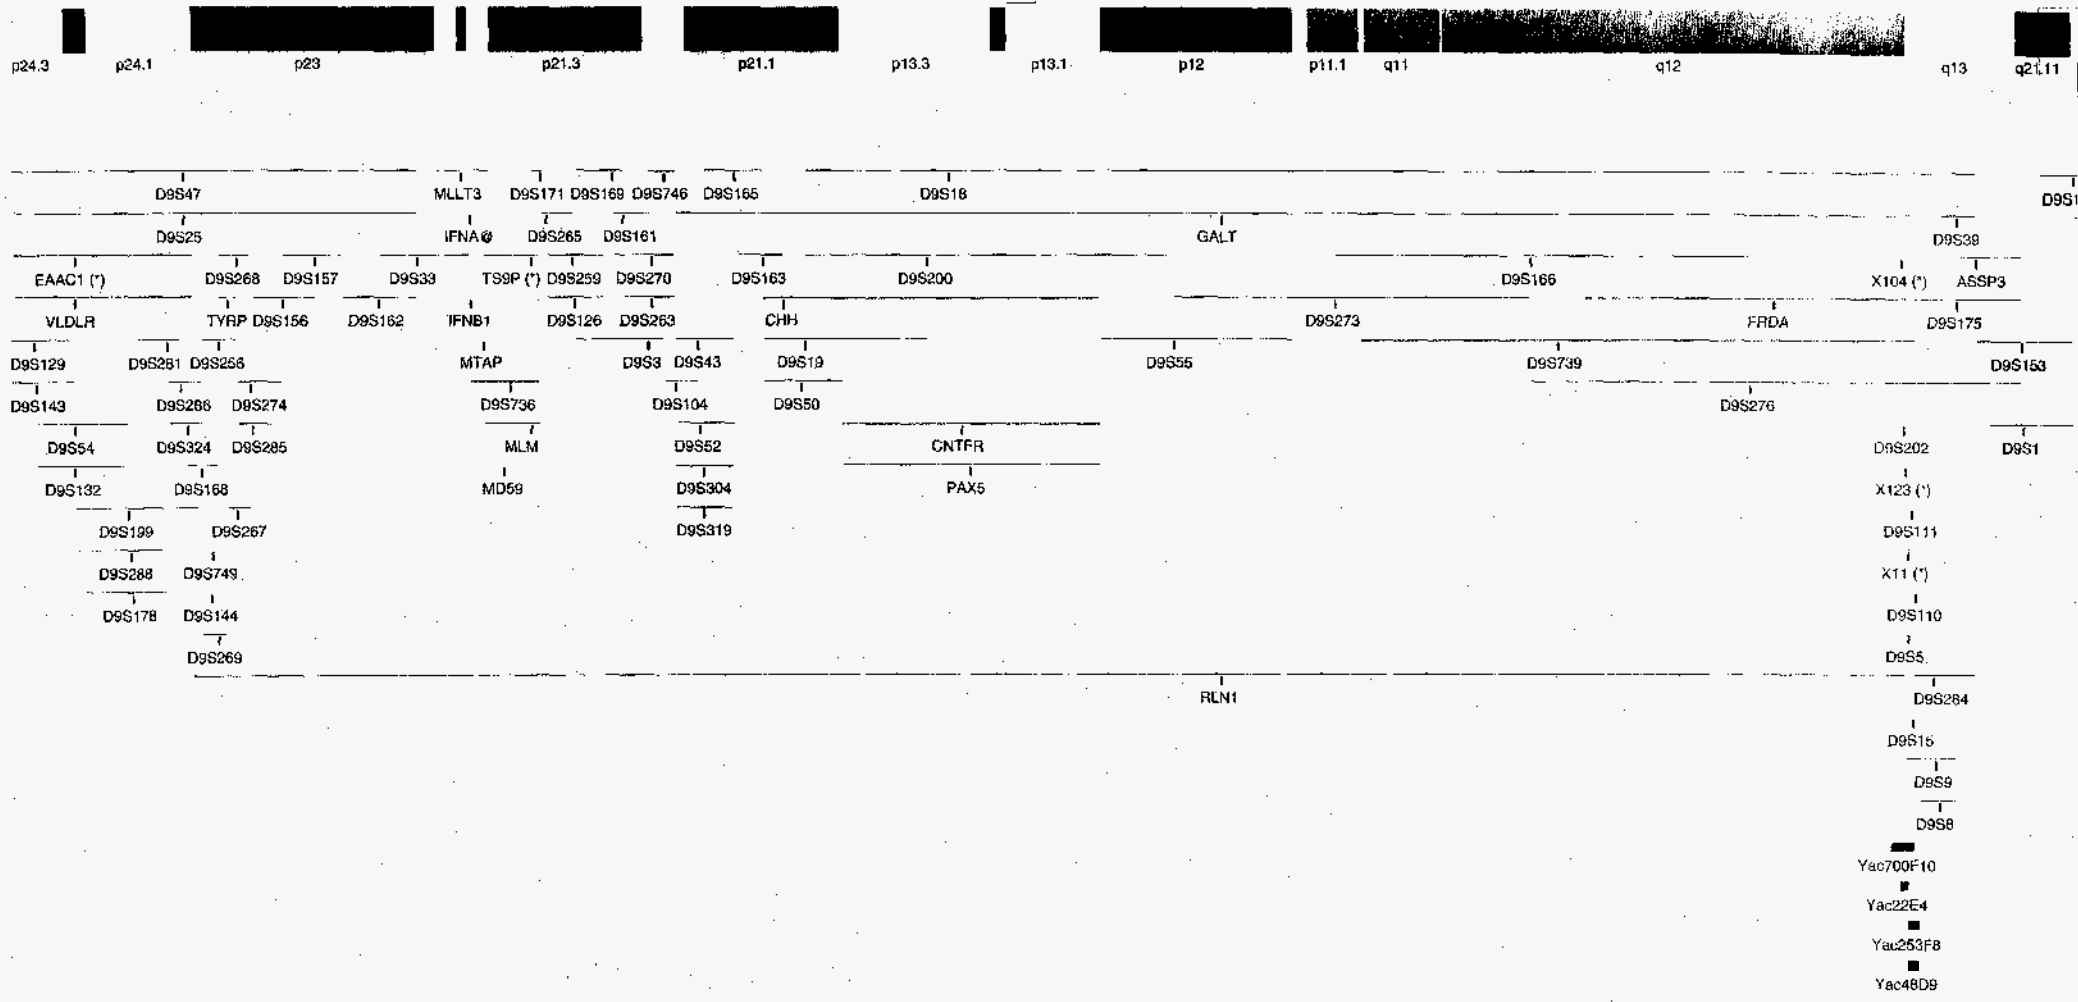 p24.3 p24.1 p23 p21.3 p21.1 p13.3 p13.1 p12 p11.1 q11 q12 q13 q21.11
D9S47 MLLT3 D9S171 D9S169 D9S746 D9S165 D9S18 D9S1
D9S25 IFNA@ D9S265 D9S161 GALT D9S39
EAAC1 (*) D9S268 D9S157 D9S33 TS9P (*) D9S259 D9S270 D9S163 D9S200 D9S166 X104 (*) ASSP3
VLDLR TYRP D9S156 D9S162 IFNB1 D9S126 D9S263 CHH D9S273 FRDA D9S175
D9S129 D9S281 D9S256 MTAP D9S3 D9S43 D9S19 D9S55 D9S739 D9S153
D9S143 D9S286 D9S274 D9S736 D9S104 D9S50 D9S276
D9S54 D9S324 D9S285 MLM D9S52 CNTFR D9S202 D9S1
D9S132 D9S168 MD59 D9S304 PAX5 X123 (*)
D9S199 D9S267 D9S319 D9S111
D9S288 D9S749 X11 (*)
D9S178 D9S144 D9S110
D9S269 D9S5
RLN1 D9S284
D9S15
D9S9
D9S8
Yac700F10
Yac22E4
Yac253F8
Yac48D9